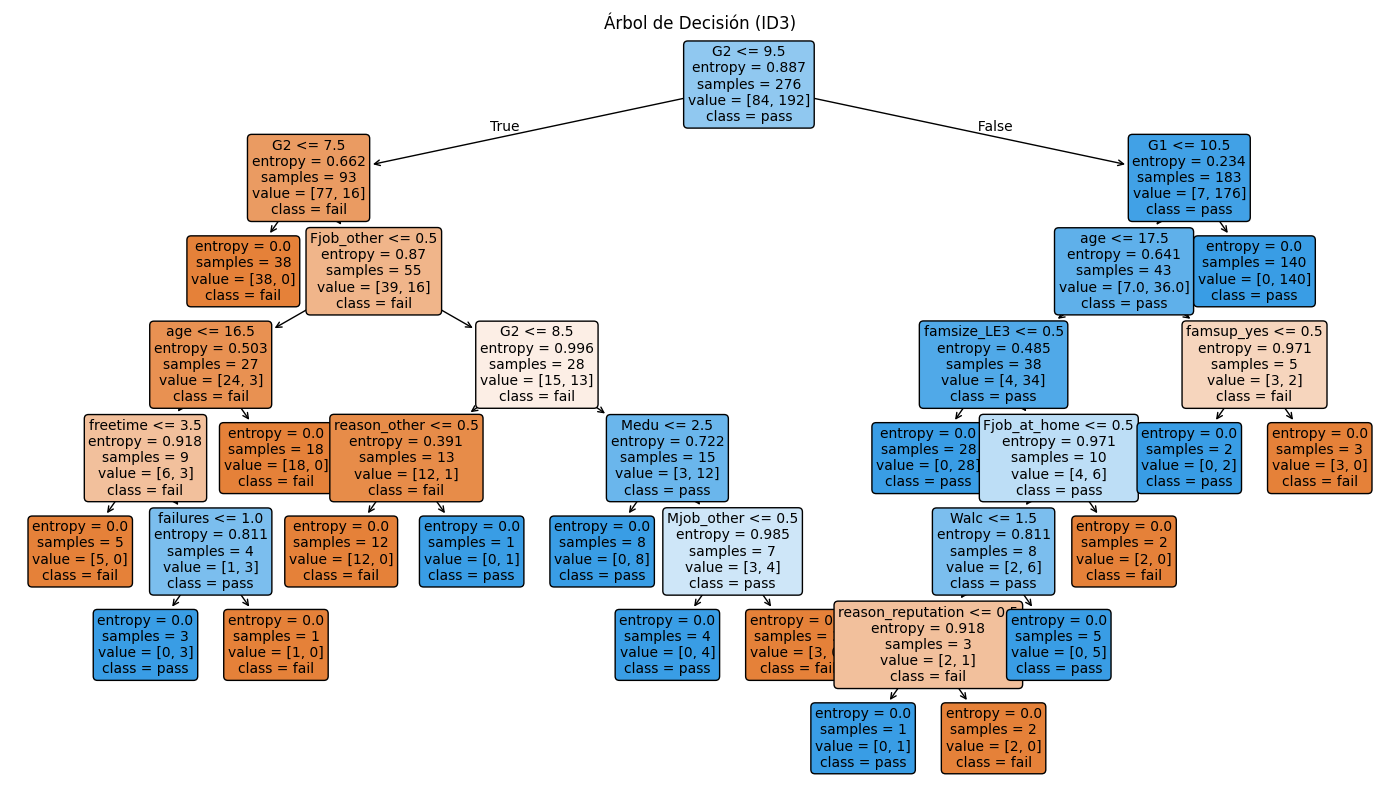 Árbol de Decisión (ID3)
G2 <= 9.5
entropy = 0.887
samples = 276
value = [84, 192]
class = pass
True
False
G2 <= 7.5
entropy = 0.662
samples = 93
value = [77, 16]
class = fail
G1 <= 10.5
entropy = 0.234
samples = 183
value = [7, 176]
class = pass
entropy = 0.0
samples = 38
value = [38, 0]
class = fail
Fjob_other <= 0.5
entropy = 0.87
samples = 55
value = [39, 16]
class = fail
age <= 17.5
entropy = 0.641
samples = 43
value = [7.0, 36.0]
class = pass
entropy = 0.0
samples = 140
value = [0, 140]
class = pass
age <= 16.5
entropy = 0.503
samples = 27
value = [24, 3]
class = fail
G2 <= 8.5
entropy = 0.996
samples = 28
value = [15, 13]
class = fail
famsize_LE3 <= 0.5
entropy = 0.485
samples = 38
value = [4, 34]
class = pass
famsup_yes <= 0.5
entropy = 0.971
samples = 5
value = [3, 2]
class = fail
freetime <= 3.5
entropy = 0.918
samples = 9
value = [6, 3]
class = fail
entropy = 0.0
samples = 18
value = [18, 0]
class = fail
reason_other <= 0.5
entropy = 0.391
samples = 13
value = [12, 1]
class = fail
Medu <= 2.5
entropy = 0.722
samples = 15
value = [3, 12]
class = pass
entropy = 0.0
samples = 28
value = [0, 28]
class = pass
Fjob_at_home <= 0.5
entropy = 0.971
samples = 10
value = [4, 6]
class = pass
entropy = 0.0
samples = 2
value = [0, 2]
class = pass
entropy = 0.0
samples = 3
value = [3, 0]
class = fail
entropy = 0.0
samples = 5
value = [5, 0]
class = fail
failures <= 1.0
entropy = 0.811
samples = 4
value = [1, 3]
class = pass
entropy = 0.0
samples = 12
value = [12, 0]
class = fail
entropy = 0.0
samples = 1
value = [0, 1]
class = pass
entropy = 0.0
samples = 8
value = [0, 8]
class = pass
Mjob_other <= 0.5
entropy = 0.985
samples = 7
value = [3, 4]
class = pass
Walc <= 1.5
entropy = 0.811
samples = 8
value = [2, 6]
class = pass
entropy = 0.0
samples = 2
value = [2, 0]
class = fail
entropy = 0.0
samples = 3
value = [0, 3]
class = pass
entropy = 0.0
samples = 1
value = [1, 0]
class = fail
entropy = 0.0
samples = 4
value = [0, 4]
class = pass
entropy = 
samples =
value = [3,
class = fail
reason_reputation <=
entropy = 0.918
samples = 3
value = [2, 1]
class = fail
entropy = 0.0
samples = 5
value = [0, 5]
class = pass
entropy = 0.0
samples = 1
value = [0, 1]
class = pass
entropy = 0.0
samples = 2
value = [2, 0]
class = fail